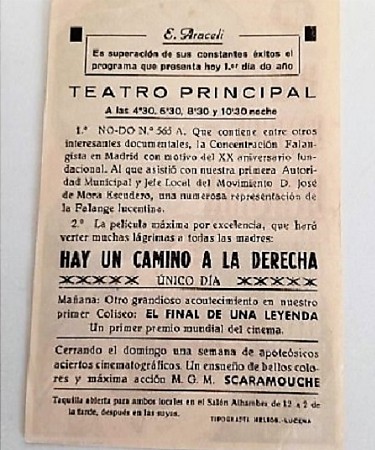 E. Araceli
Es superación de sus constantes éxitos el
programa que presenta hoy 1.er día de año
TEATRO PRINCIPAL
A las 4'30, 6'30, 8'30 y 10'30 noche
1.º NO-DO N.º 565 A. Que contiene entre otros
interesantes documentales, la Concentración Falan-
gista en Madrid con motivo del XX aniversario fun-
dacional. Al que asistió con nuestra primera Autori-
dad Municipal y Jefe Local del Movimiento D. José
de Mora Escudero, una numerosa representación de
la Falange lucentina.
2.º La película máxima por excelencia, que hará
verter muchas lágrimas a todas las madres:
HAY UN CAMINO A LA DERECHA
ÚNICO DÍA
Mañana: Otro grandioso acontecimiento en nuestro
primer Coliseo: EL FINAL DE UNA LEYENDA
Un primer premio mundial del cinema.
Cerrando el domingo una semana de apoteósicos
aciertos cinematográficos. Un ensueño de bellos colo-
res y máxima acción M. G. M. SCARAMOUCHE
Taquilla abierta para ambos locales en el Salón Alhambra de 12 a 2 de
la tarde, después en las suyas.
TIPOGRAFÍA HELIOS.-LUCENA